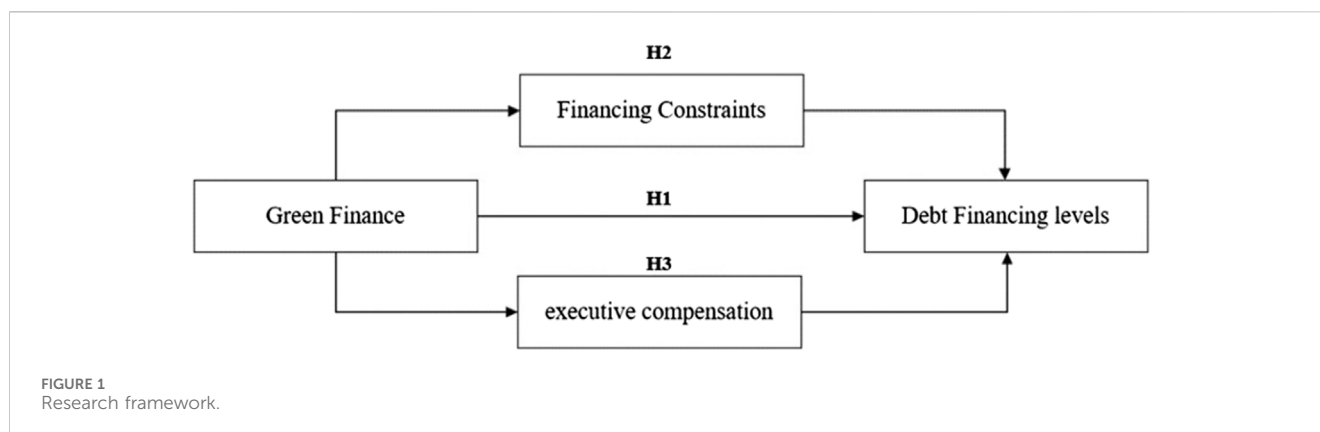 H2
Financing Constraints
H1
Green Finance
Debt Financing levels
H3
executive compensation
FIGURE 1
Research framework.